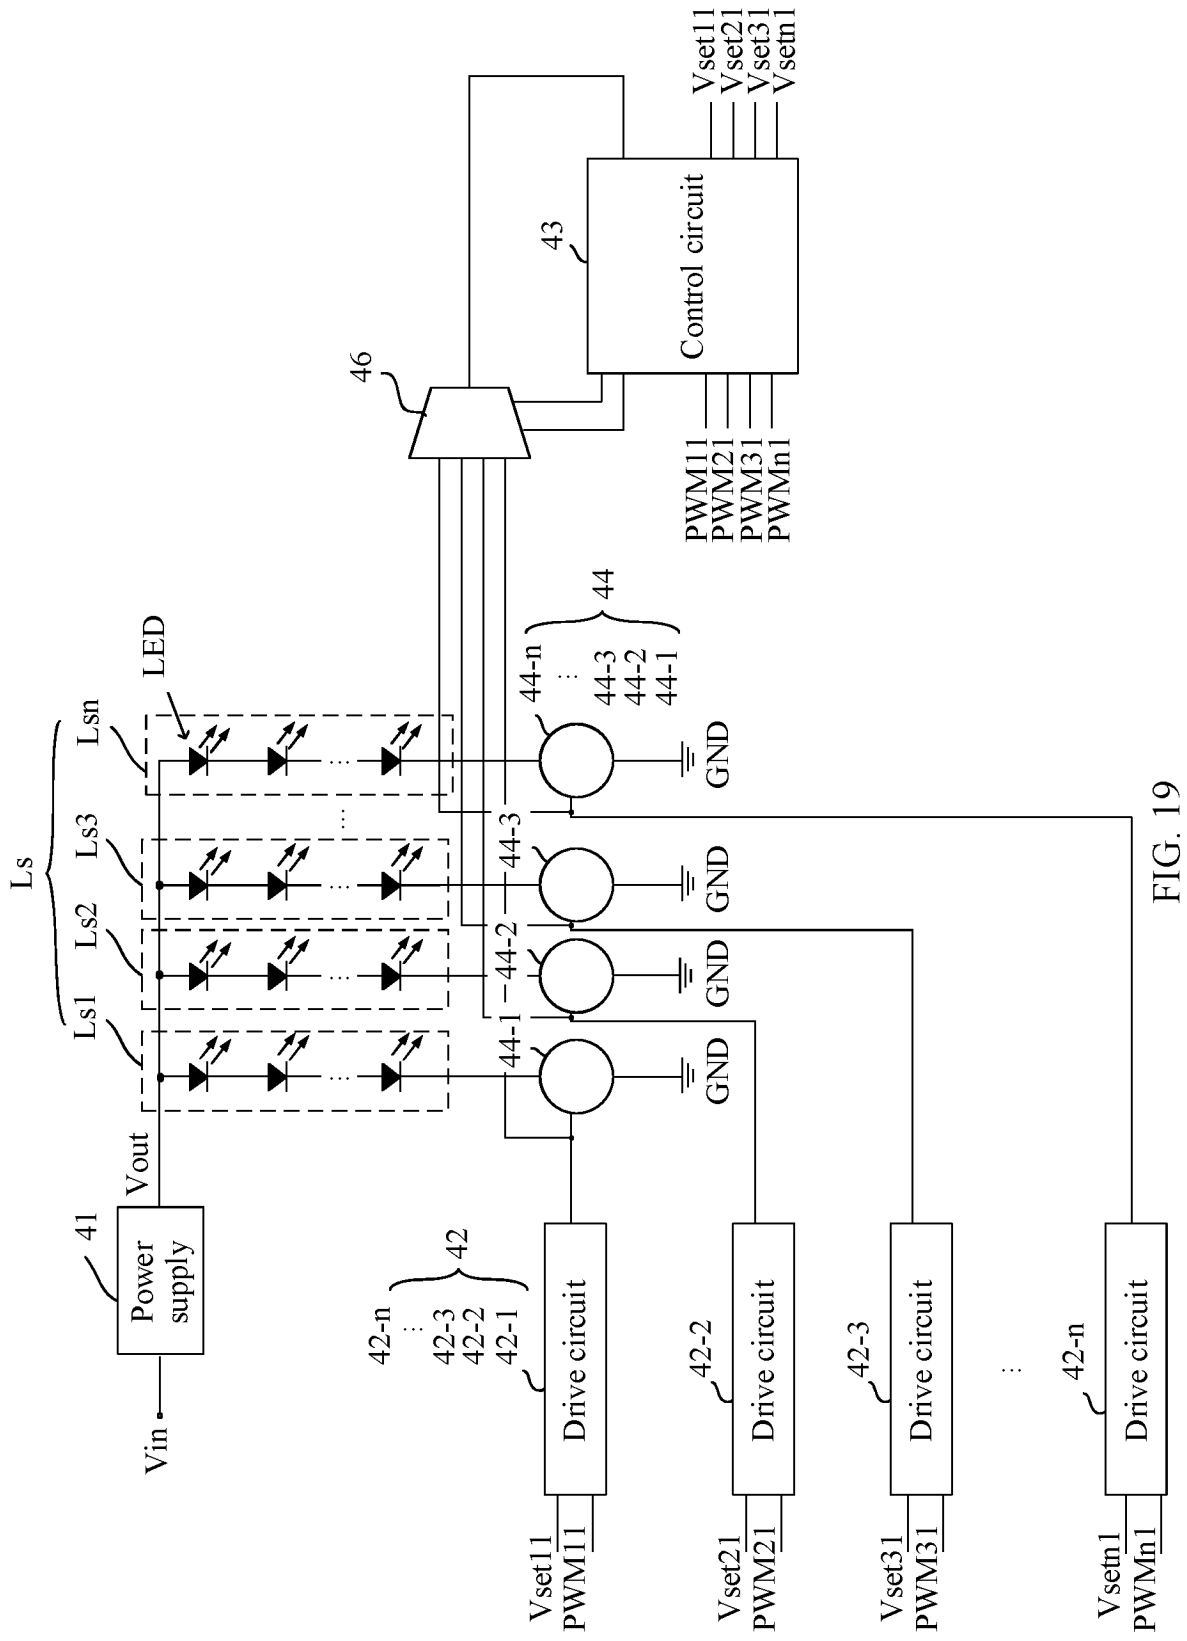 Ls
Ls1
Ls2
Ls3
Lsn
LED
...
41
Vout
Vin
Power
supply
...
...
...
...
46
44-1
44-2
44-3
44-n
...
44-3
44-2
44-1
44
GND
GND
GND
GND
43
Control circuit
PWM11
PWM21
PWM31
PWMn1
Vset11
Vset21
Vset31
Vsetn1
42-n
...
42-3
42-2
42-1
42
Vset11
PWM11
Drive circuit
42-2
Vset21
PWM21
Drive circuit
42-3
Vset31
PWM31
Drive circuit
...
42-n
Vsetn1
PWMn1
Drive circuit
FIG. 19